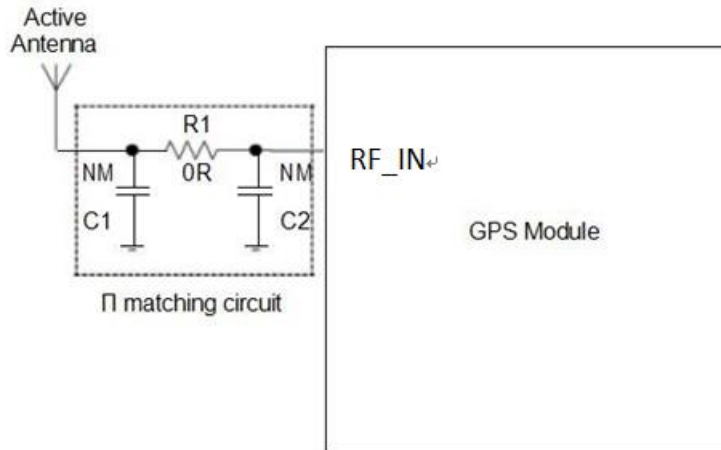 Active
Antenna
R1
NM
0R
NM
RF_IN↵
C1
C2
GPS Module
Π matching circuit